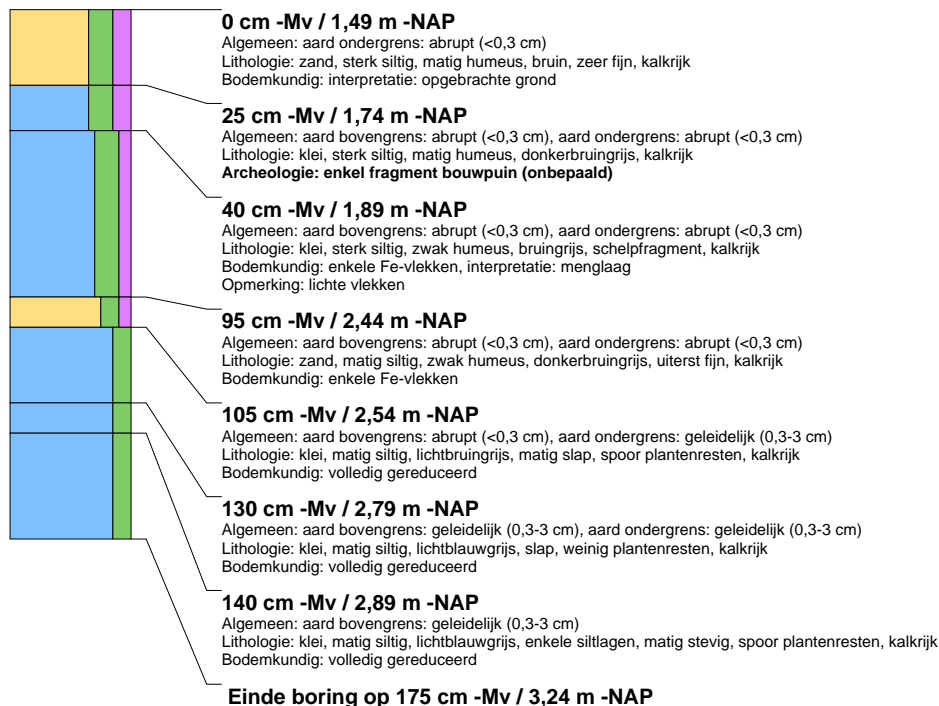 0 cm -Mv / 1,49 m -NAP
Algemeen: aard ondergrens: abrupt (<0,3 cm)
Lithologie: zand, sterk siltig, matig humeus, bruin, zeer fijn, kalkrijk
Bodemkundig: interpretatie: opgebrachte grond
25 cm -Mv / 1,74 m -NAP
Algemeen: aard bovengrens: abrupt (<0,3 cm), aard ondergrens: abrupt (<0,3 cm)
Lithologie: klei, sterk siltig, matig humeus, donkerbruingrijs, kalkrijk
Archeologie: enkel fragment bouwpuin (onbepaald)
40 cm -Mv / 1,89 m -NAP
Algemeen: aard bovengrens: abrupt (<0,3 cm), aard ondergrens: abrupt (<0,3 cm)
Lithologie: klei, sterk siltig, zwak humeus, bruingrijs, schelpfragment, kalkrijk
Bodemkundig: enkele Fe-vlekken, interpretatie: menglaag
Opmerking: lichte vlekken
95 cm -Mv / 2,44 m -NAP
Algemeen: aard bovengrens: abrupt (<0,3 cm), aard ondergrens: abrupt (<0,3 cm)
Lithologie: zand, matig siltig, zwak humeus, donkerbruingrijs, uiterst fijn, kalkrijk
Bodemkundig: enkele Fe-vlekken
105 cm -Mv / 2,54 m -NAP
Algemeen: aard bovengrens: abrupt (<0,3 cm), aard ondergrens: geleidelijk (0,3-3 cm)
Lithologie: klei, matig siltig, lichtbruingrijs, matig slap, spoor plantenresten, kalkrijk
Bodemkundig: volledig gereduceerd
130 cm -Mv / 2,79 m -NAP
Algemeen: aard bovengrens: geleidelijk (0,3-3 cm), aard ondergrens: geleidelijk (0,3-3 cm)
Lithologie: klei, matig siltig, lichtblauwgrijs, slap, weinig plantenresten, kalkrijk
Bodemkundig: volledig gereduceerd
140 cm -Mv / 2,89 m -NAP
Algemeen: aard bovengrens: geleidelijk (0,3-3 cm)
Lithologie: klei, matig siltig, lichtblauwgrijs, enkele siltlagen, matig stevig, spoor plantenresten, kalkrijk
Bodemkundig: volledig gereduceerd
Einde boring op 175 cm -Mv / 3,24 m -NAP